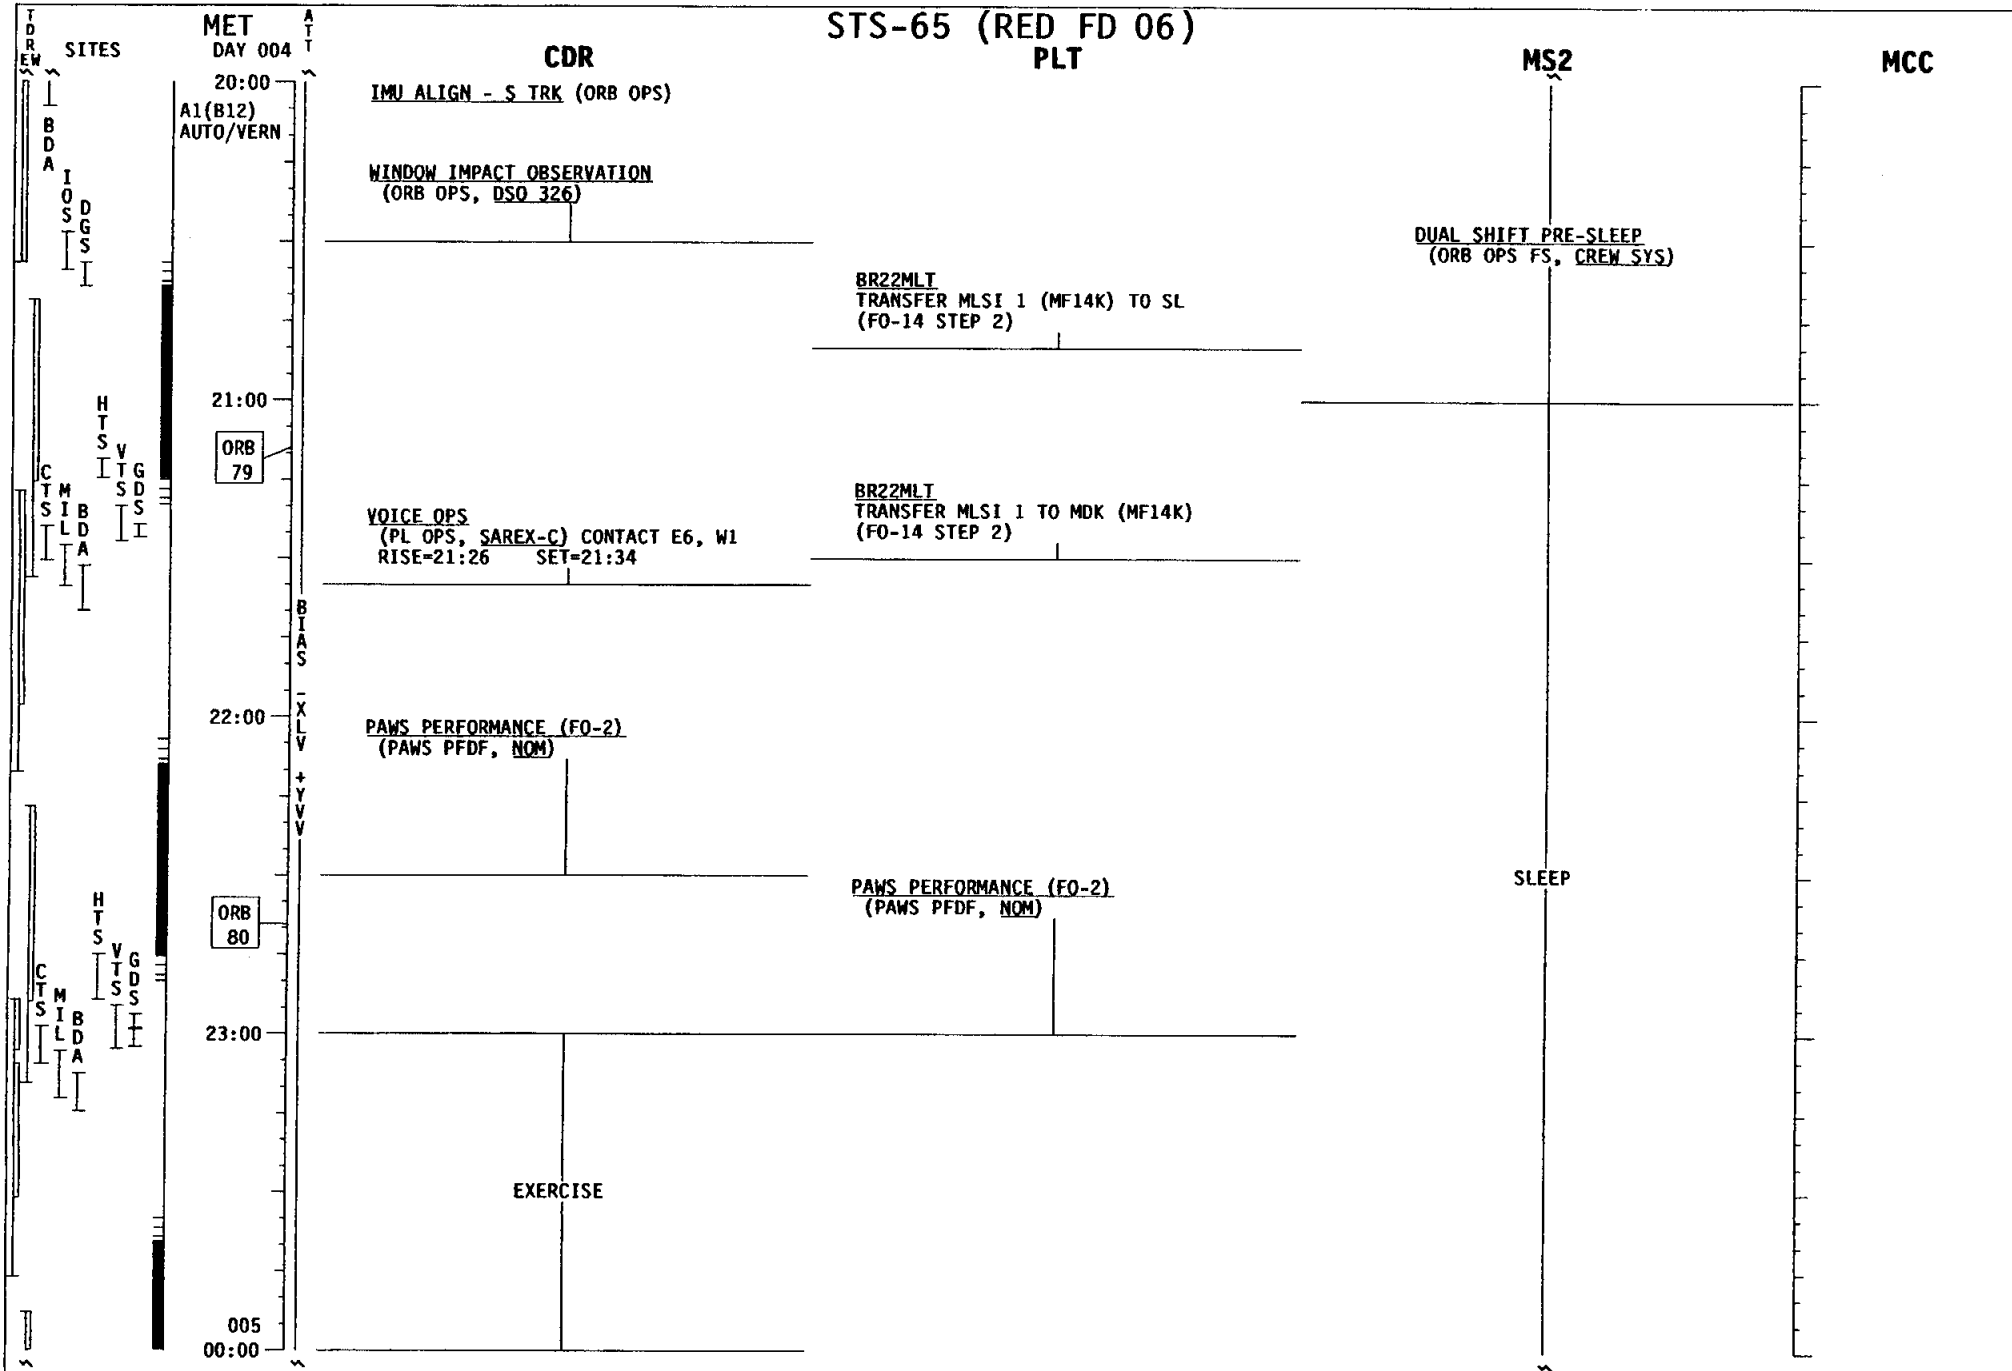 STS-65 (RED FD 06)
TDR
EW
SITES
MET
DAY 004
ATT
CDR
PLT
MS2
MCC
20:00
IMU ALIGN - S TRK (ORB OPS)
A1(B12)
AUTO/VERN
BDA
IOS
DGS
WINDOW IMPACT OBSERVATION
(ORB OPS, DSO 326)
DUAL SHIFT PRE-SLEEP
(ORB OPS FS, CREW SYS)
BR22MLT
TRANSFER MLSI 1 (MF14K) TO SL
(FO-14 STEP 2)
21:00
HTS
VTS
GDS
CTS
MIL
BDA
ORB
79
BR22MLT
TRANSFER MLSI 1 TO MDK (MF14K)
(FO-14 STEP 2)
VOICE OPS
(PL OPS, SAREX-C) CONTACT E6, W1
RISE=21:26 SET=21:34
BIAS -XLV +YVV
22:00
PAWS PERFORMANCE (FO-2)
(PAWS PFDF, NOM)
SLEEP
PAWS PERFORMANCE (FO-2)
(PAWS PFDF, NOM)
HTS
VTS
GDS
CTS
MIL
BDA
ORB
80
23:00
EXERCISE
005
00:00